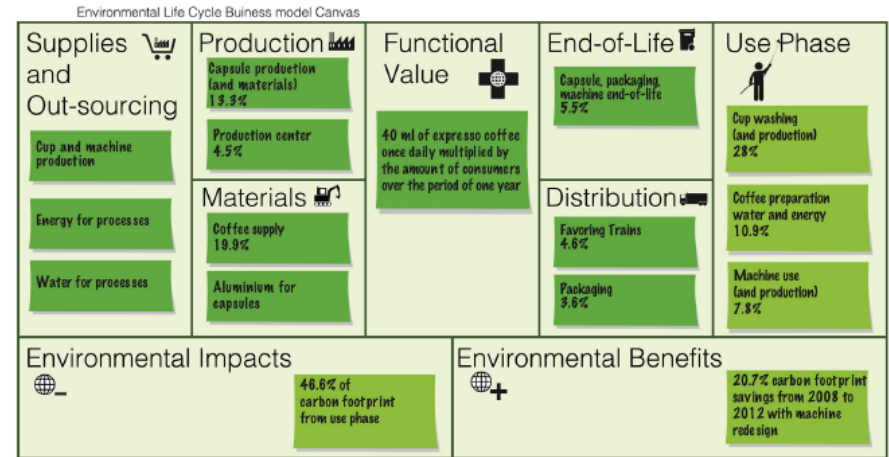 Environmental Life Cycle Buiness model Canvas
Supplies
and
Out-sourcing
Cup and machine
production
Energy for processes
Water for processes
Production
Capsule production
(and materials)
13.3%
Production center
4.5%
Materials
Coffee supply
19.9%
Aluminium for
capsules
Functional
Value
40 ml of expresso coffee
once daily multiplied by
the amount of consumers
over the period of one year
End-of-Life
Capsule, packaging,
machine end-of-life
5.5%
Distribution
Favoring Trains
4.6%
Packaging
3.6%
Use Phase
Cup washing
(and production)
28%
Coffee preparation
water and energy
10.9%
Machine use
(and production)
7.8%
Environmental Impacts
46.6% of
carbon footprint
from use phase
Environmental Benefits
20.7% carbon footprint
savings from 2008 to
2012 with machine
redesign